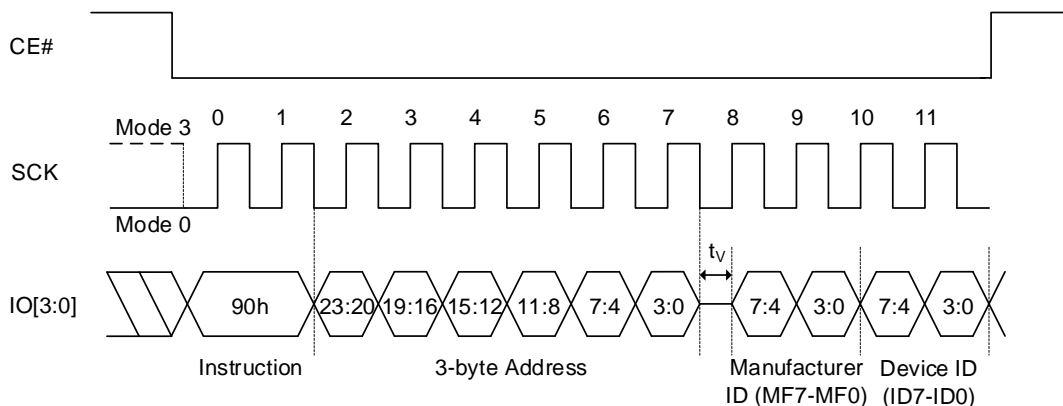 CE#
0 1 2 3 4 5 6 7 8 9 10 11
Mode 3
SCK
Mode 0
tV
IO[3:0]
90h 23:20 19:16 15:12 11:8 7:4 3:0 7:4 3:0 7:4 3:0
Instruction 3-byte Address Manufacturer Device ID
ID (MF7-MF0) (ID7-ID0)